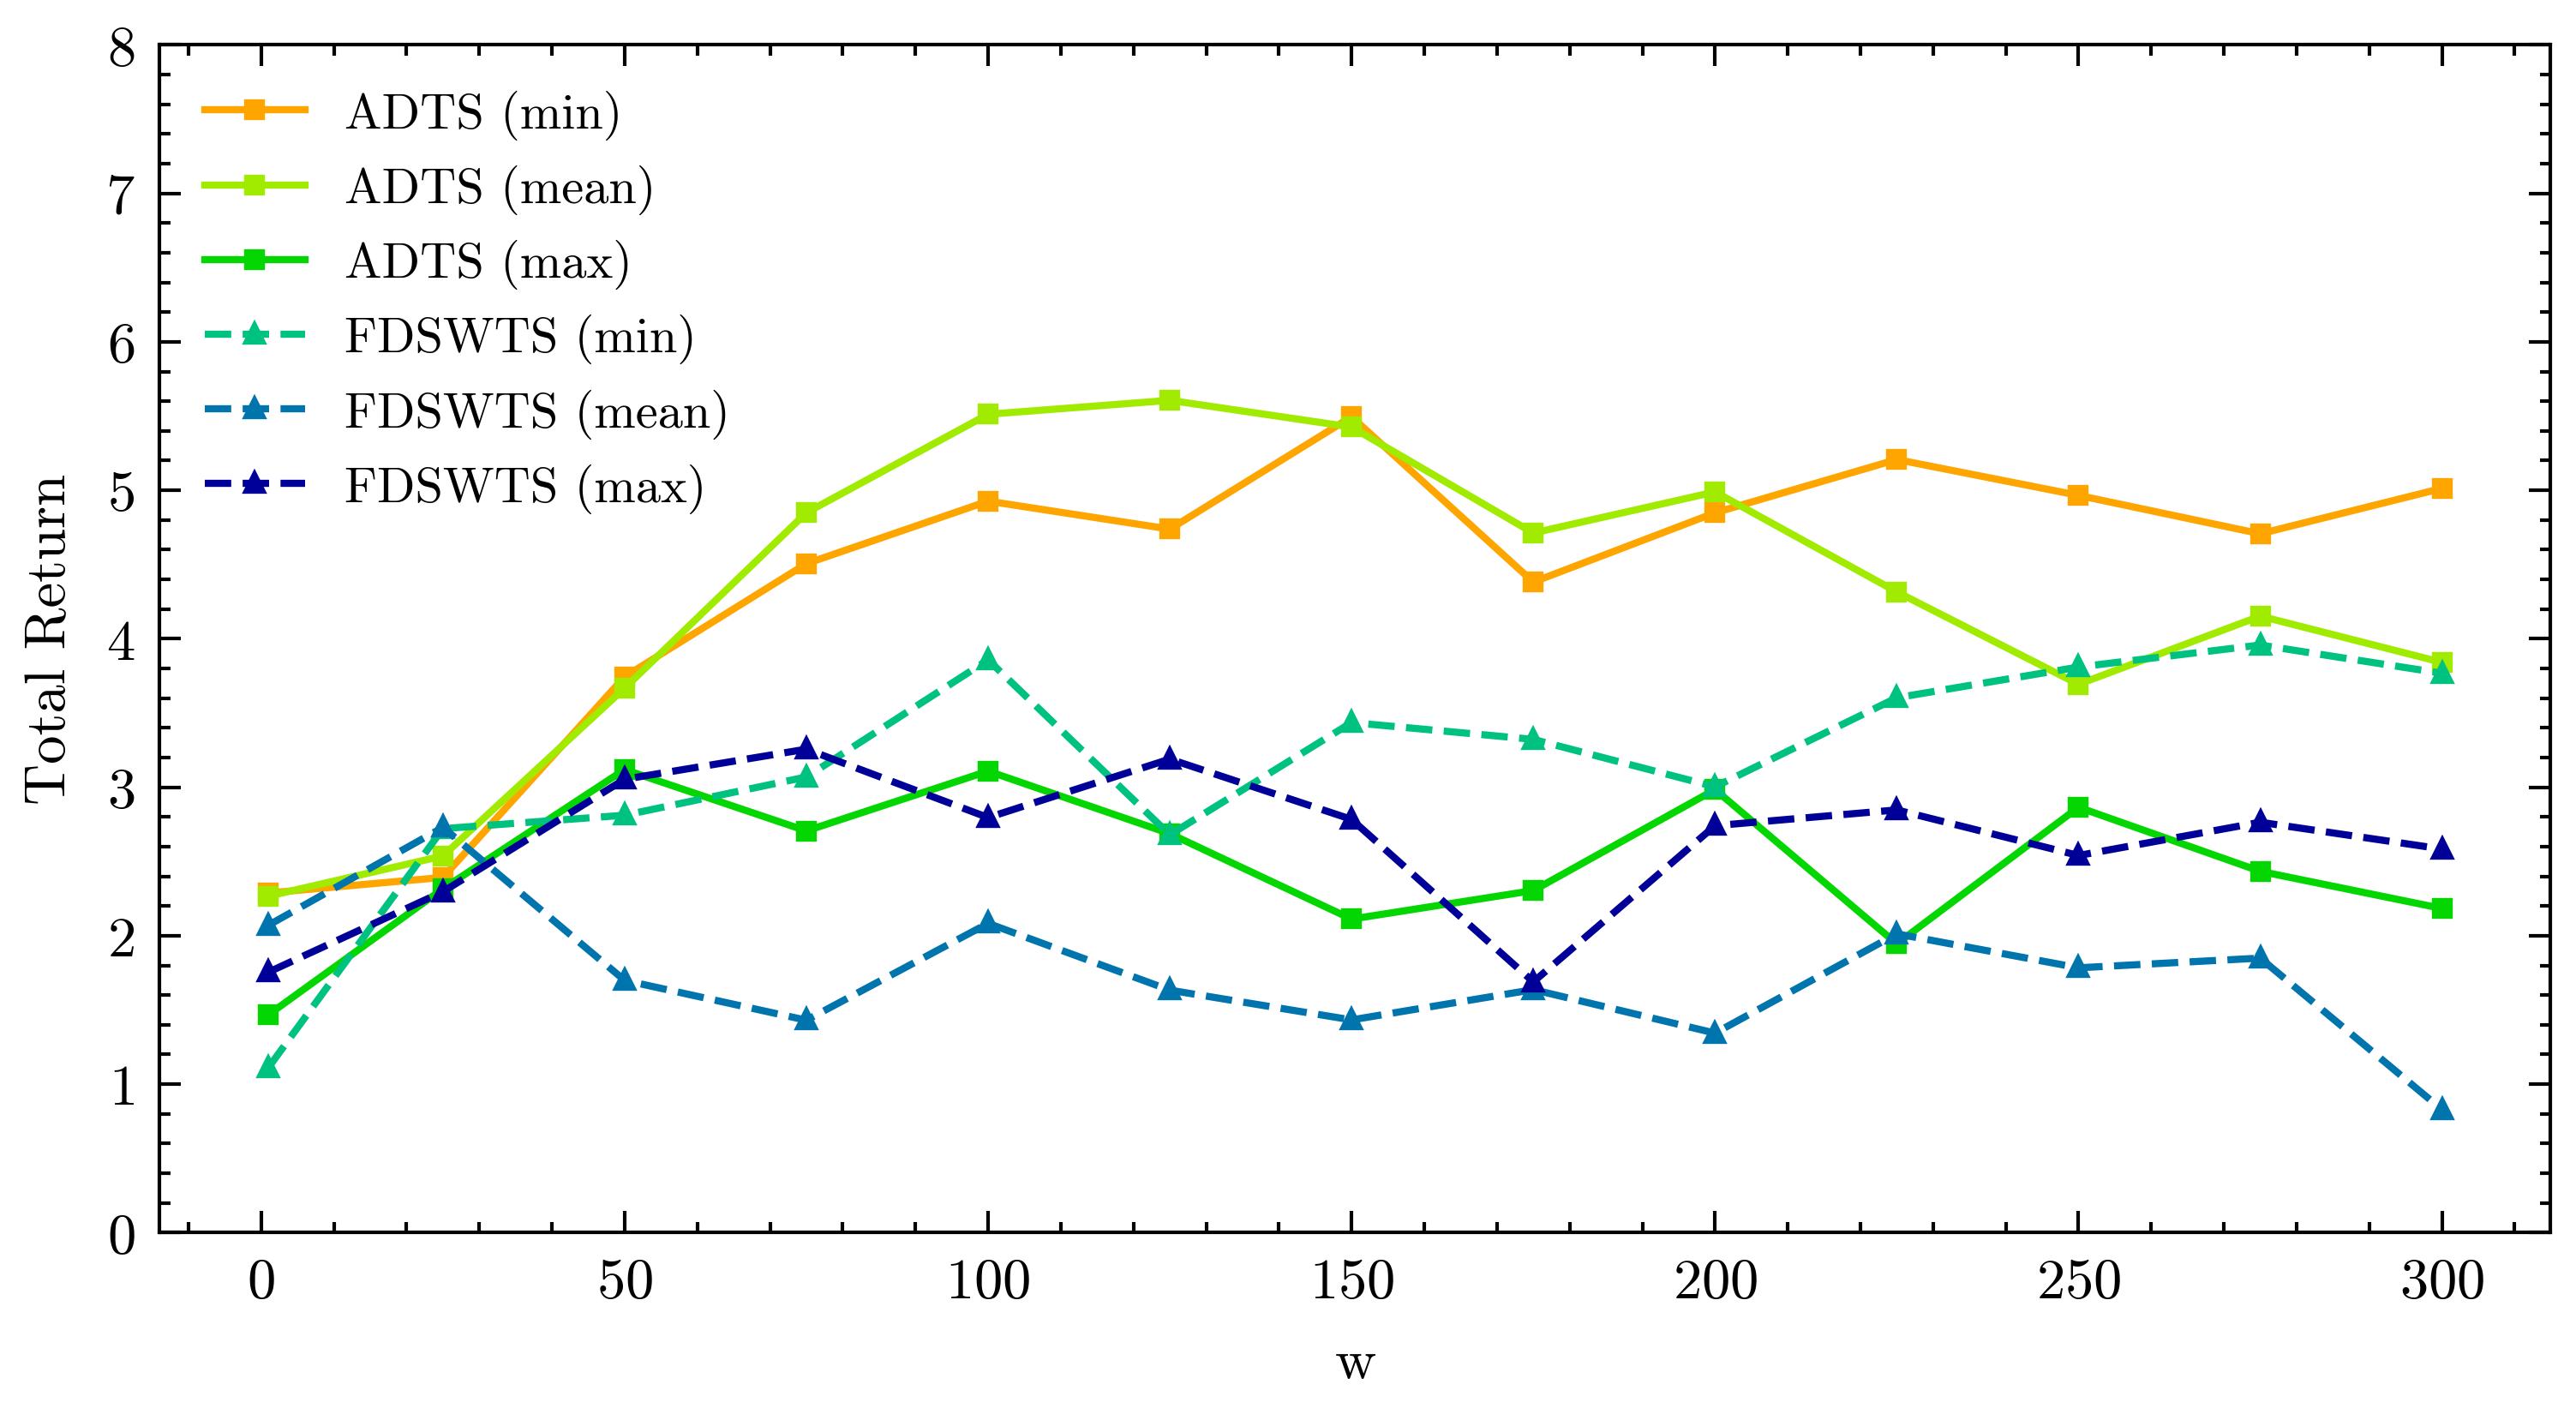 8
7
6
5
4
3
2
1
0
Total Return
ADTS (min)
ADTS (mean)
ADTS (max)
FDSWTS (min)
FDSWTS (mean)
FDSWTS (max)
0 50 100 150 200 250 300
w